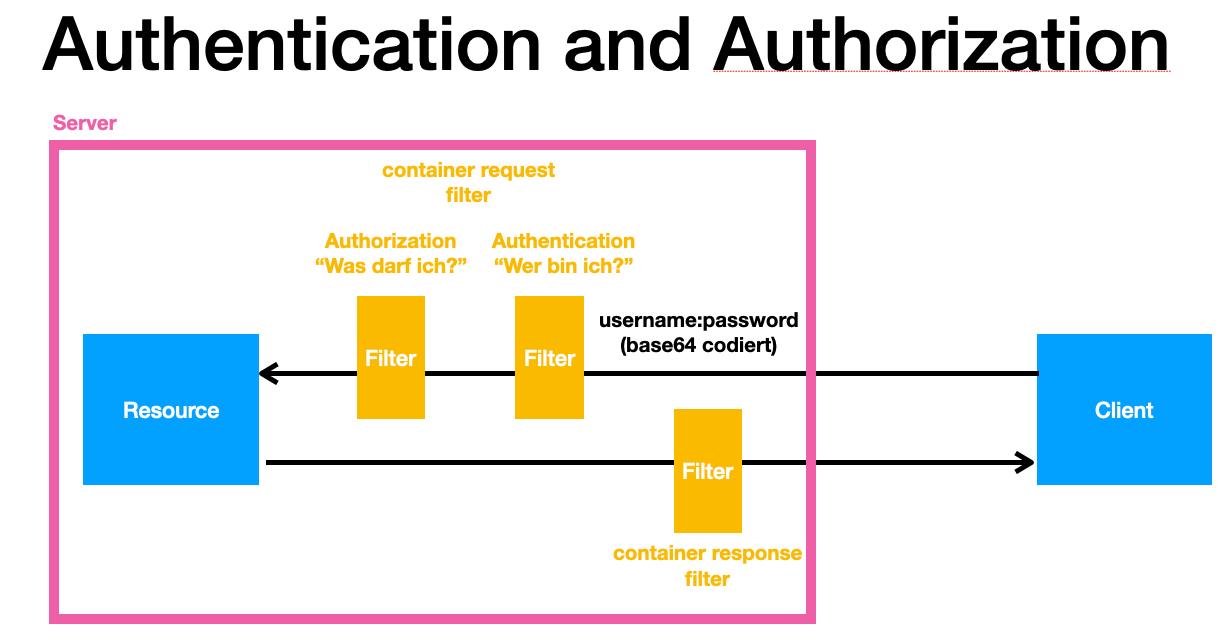 Authentication and Authorization
Server
container request
filter
Authorization
“Was darf ich?”
Authentication
“Wer bin ich?”
username:password
(base64 codiert)
Filter
Filter
Resource
Client
Filter
container response
filter